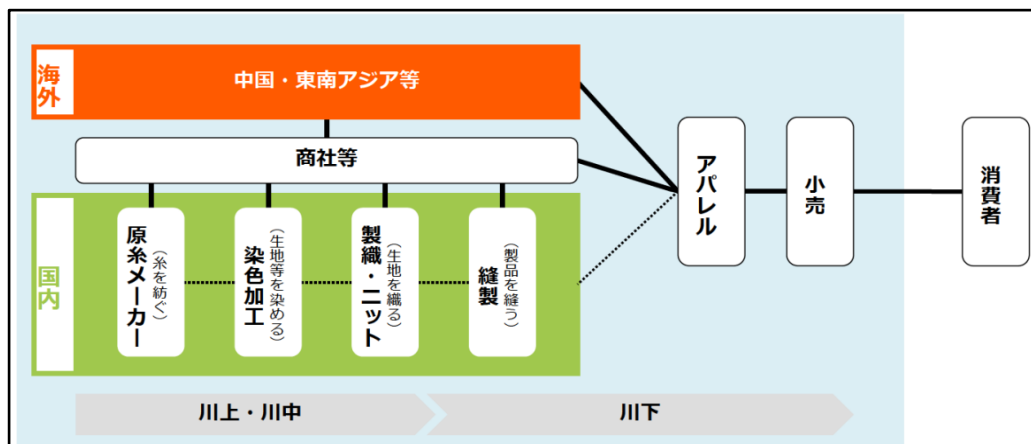 海外
中国・東南アジア等
商社等
国内
原糸メーカー
（糸を紡ぐ）
染色加工
（生地等を染める）
製織・ニット
（生地を織る）
縫製
（製品を縫う）
アパレル
小売
消費者
川上・川中
川下